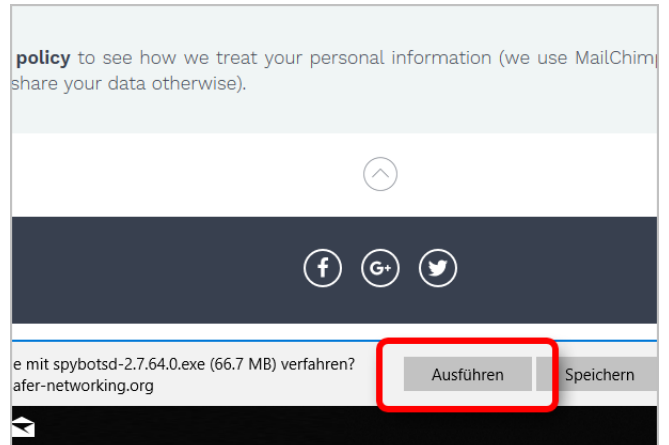 policy to see how we treat your personal information (we use MailChim
share your data otherwise).
f G+
e mit spybotsd-2.7.64.0.exe (66.7 MB) verfahren?
afer-networking.org
Ausführen
Speichern